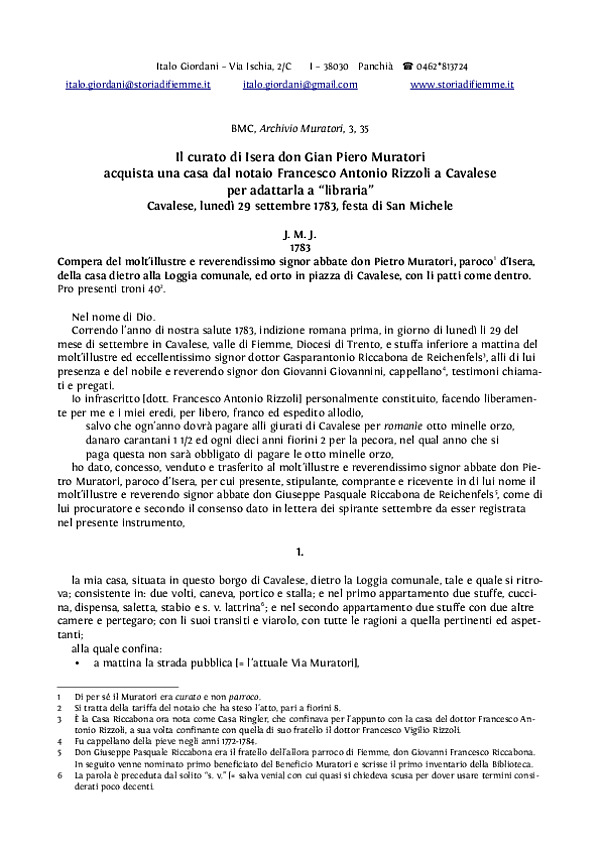 Italo Giordani – Via Ischia, 2/C I – 38030 Panchià ☎ 0462*813724
italo.giordani@storiadifiemme.it italo.giordani@gmail.com www.storiadifiemme.it
BMC, Archivio Muratori, 3, 35
Il curato di Isera don Gian Piero Muratori
acquista una casa dal notaio Francesco Antonio Rizzoli a Cavalese
per adattarla a “libraria”
Cavalese, lunedì 29 settembre 1783, festa di San Michele
J. M. J.
1783
Compera del molt’illustre e reverendissimo signor abbate don Pietro Muratori, paroco1 d’Isera,
della casa dietro alla Loggia comunale, ed orto in piazza di Cavalese, con li patti come dentro.
Pro presenti troni 402.
Nel nome di Dio.
Correndo l’anno di nostra salute 1783, indizione romana prima, in giorno di lunedì li 29 del
mese di settembre in Cavalese, valle di Fiemme, Diocesi di Trento, e stuffa inferiore a mattina del
molt’illustre ed eccellentissimo signor dottor Gasparantonio Riccabona de Reichenfels3, alli di lui
presenza e del nobile e reverendo signor don Giovanni Giovannini, cappellano4, testimoni chiama-
ti e pregati.
Io infrascritto [dott. Francesco Antonio Rizzoli] personalmente constituito, facendo liberamen-
te per me e i miei eredi, per libero, franco ed espedito allodio,
salvo che ogn’anno dovrà pagare alli giurati di Cavalese per romanie otto minelle orzo,
danaro carantani 1 1/2 ed ogni dieci anni fiorini 2 per la pecora, nel qual anno che si
paga questa non sarà obbligato di pagare le otto minelle orzo,
ho dato, concesso, venduto e trasferito al molt’illustre e reverendissimo signor abbate don Pie-
tro Muratori, paroco d’Isera, per cui presente, stipulante, comprante e ricevente in di lui nome il
molt’illustre e reverendo signor abbate don Giuseppe Pasquale Riccabona de Reichenfels5, come di
lui procuratore e secondo il consenso dato in lettera dei spirante settembre da esser registrata
nel presente instrumento,
1.
la mia casa, situata in questo borgo di Cavalese, dietro la Loggia comunale, tale e quale si ritro-
va; consistente in: due volti, caneva, portico e stalla; e nel primo appartamento due stuffe, cucci-
na, dispensa, saletta, stabio e s. v. lattrina6; e nel secondo appartamento due stuffe con due altre
camere e pertegaro; con li suoi transiti e viarolo, con tutte le ragioni a quella pertinenti ed aspet-
tanti;
alla quale confina:
• a mattina la strada pubblica [= l’attuale Via Muratori],
1 Di per sé il Muratori era curato e non parroco.
2 Si tratta della tariffa del notaio che ha steso l’atto, pari a fiorini 8.
3 È la Casa Riccabona ora nota come Casa Ringler, che confinava per l’appunto con la casa del dottor Francesco An-
tonio Rizzoli, a sua volta confinante con quella di suo fratello il dottor Francesco Vigilio Rizzoli.
4 Fu cappellano della pieve negli anni 1772-1784.
5 Don Giuseppe Pasquale Riccabona era il fratello dell’allora parroco di Fiemme, don Giovanni Francesco Riccabona.
In seguito venne nominato primo beneficiato del Beneficio Muratori e scrisse il primo inventario della Biblioteca.
6 La parola è preceduta dal solito “s. v.” [= salva venia] con cui quasi si chiedeva scusa per dover usare termini consi-
derati poco decenti.